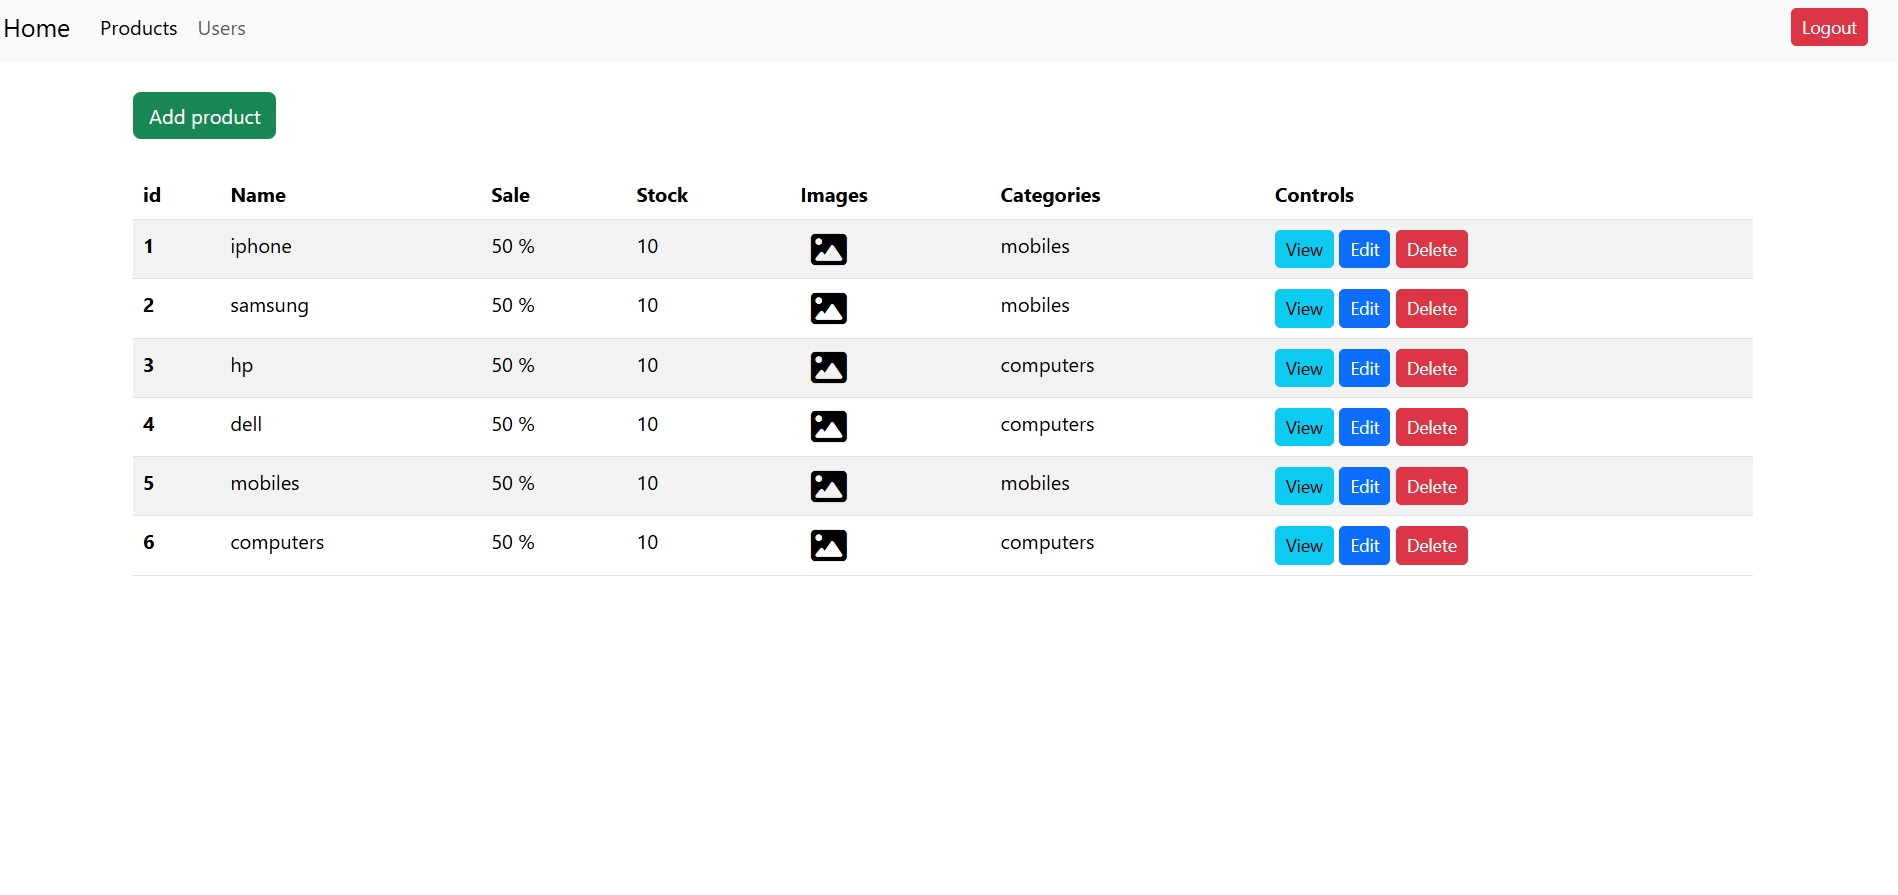 Home Products Users Logout
Add product
id Name Sale Stock Images Categories Controls
1 iphone 50 % 10 mobiles View Edit Delete
2 samsung 50 % 10 mobiles View Edit Delete
3 hp 50 % 10 computers View Edit Delete
4 dell 50 % 10 computers View Edit Delete
5 mobiles 50 % 10 mobiles View Edit Delete
6 computers 50 % 10 computers View Edit Delete